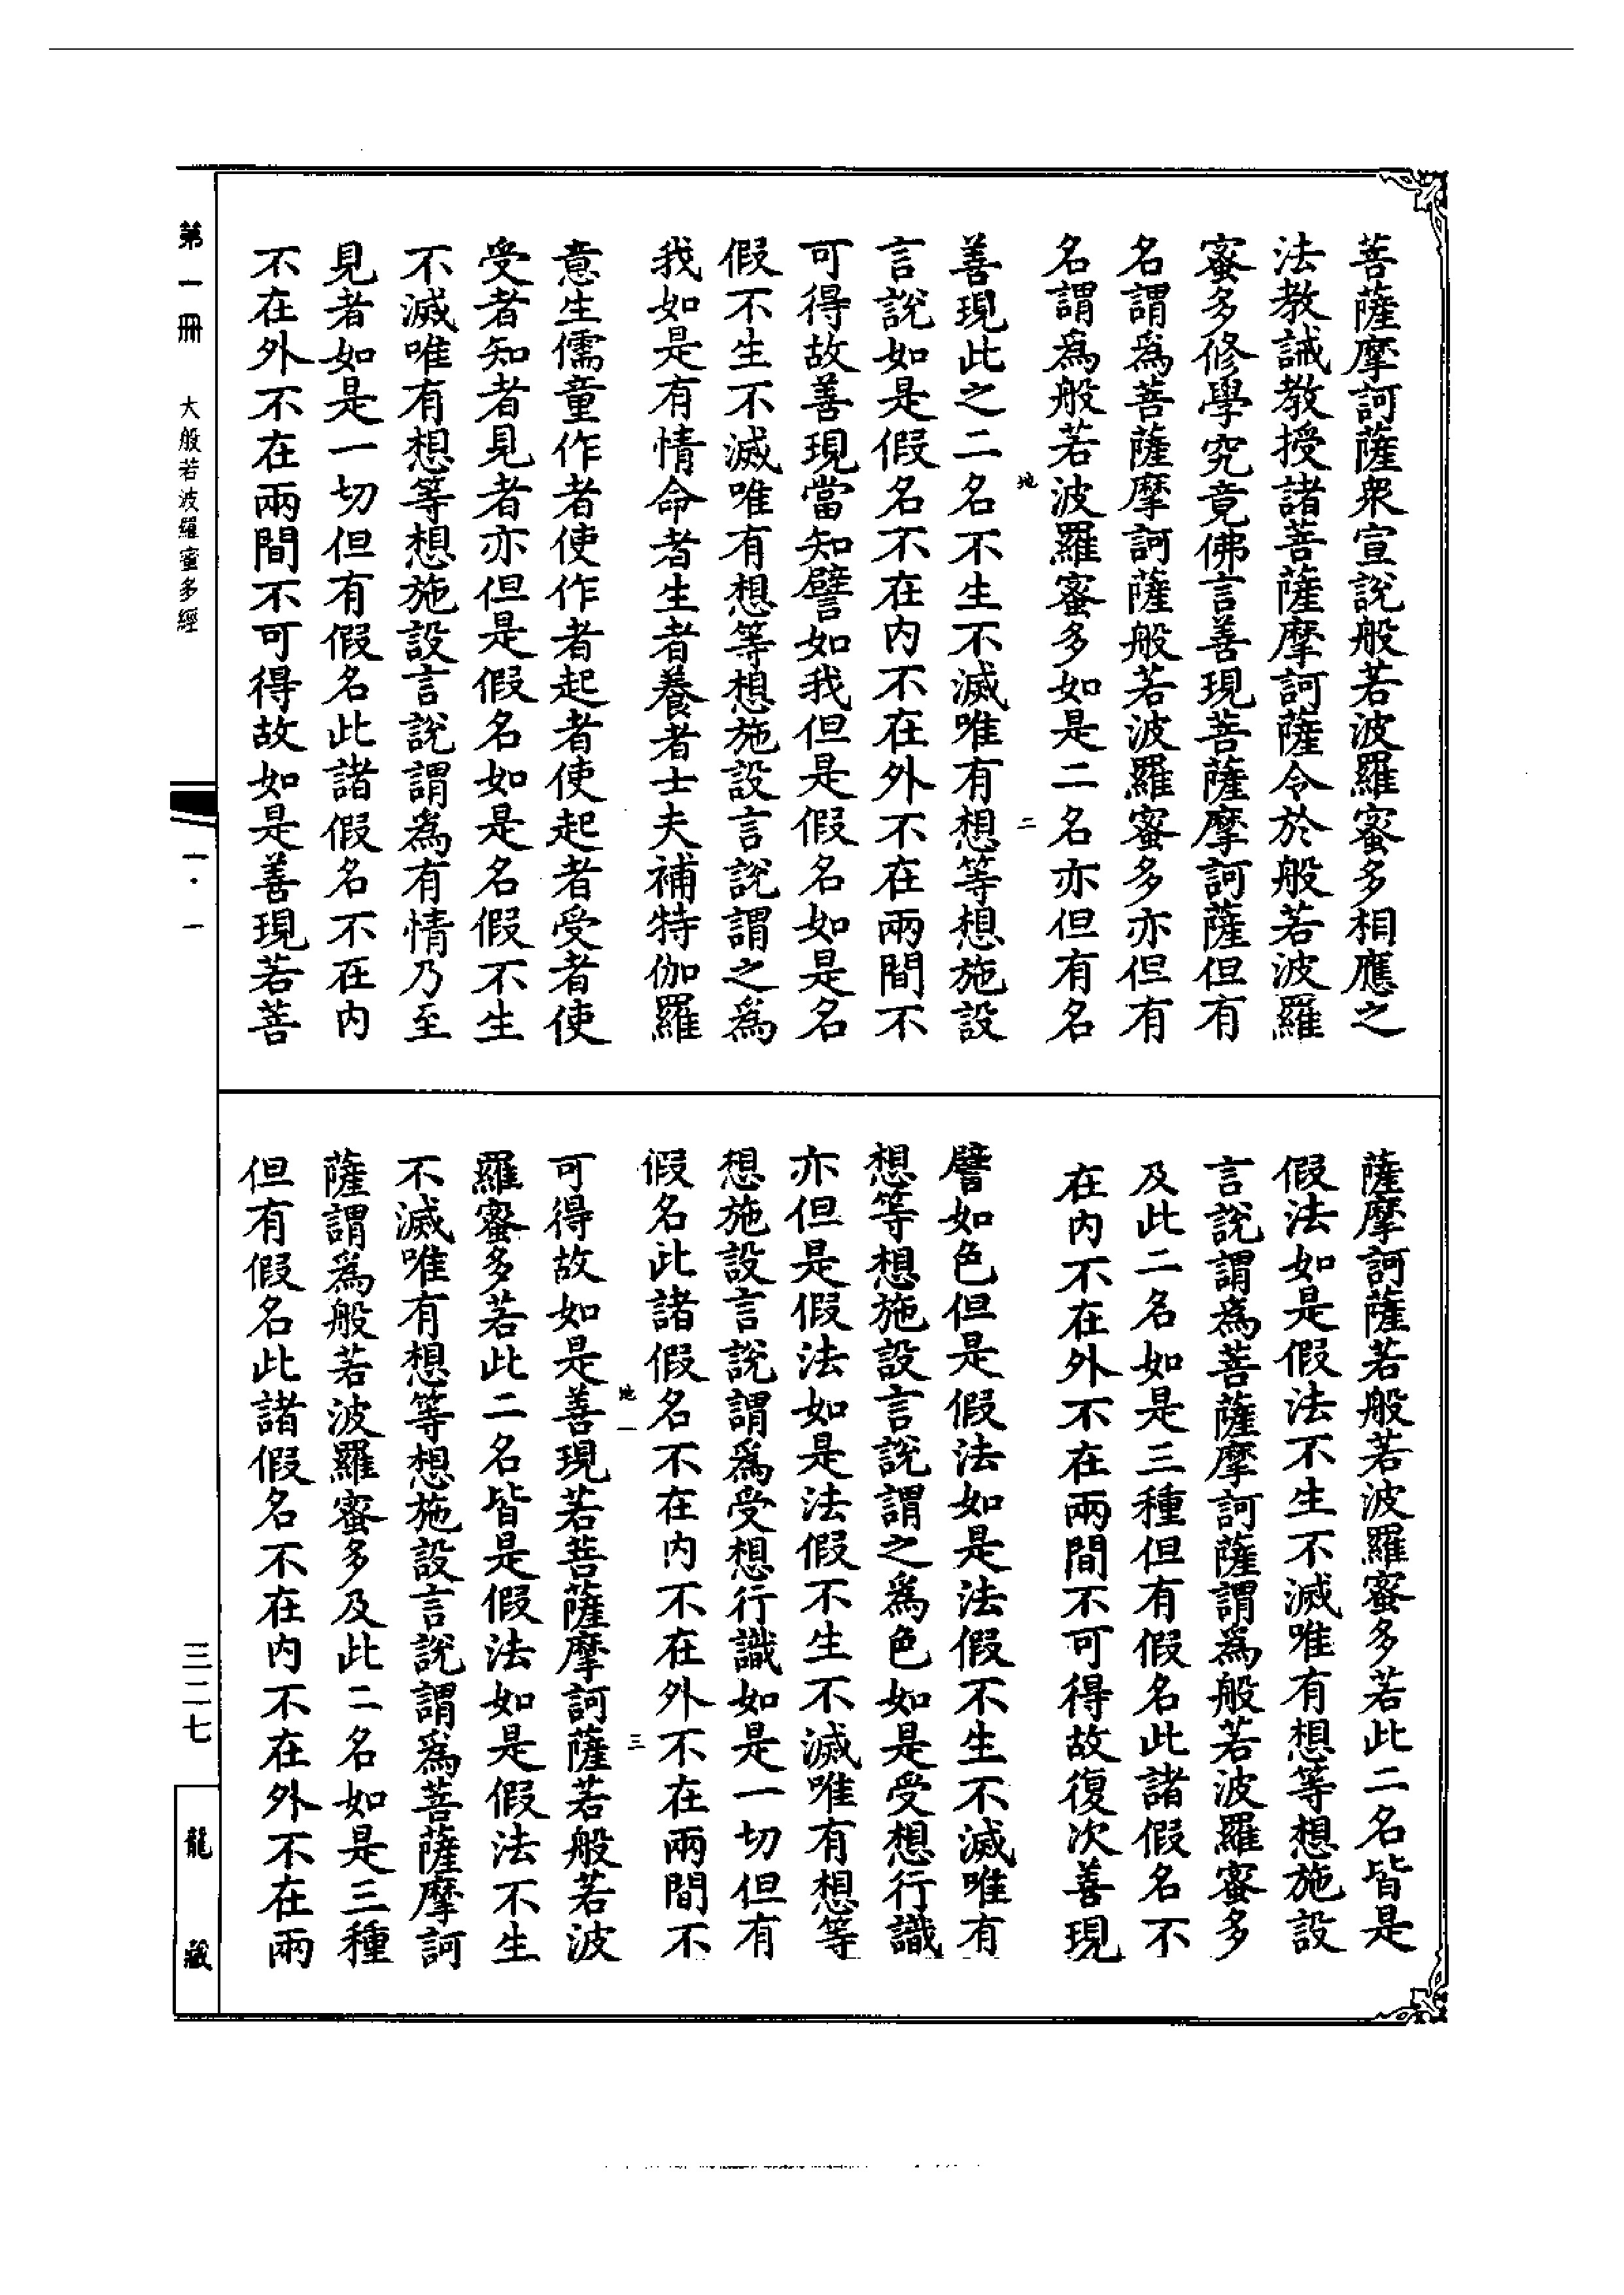 菩薩摩訶薩衆宣說般若波羅蜜多相應之
法教誡教授諸菩薩摩訶薩令於般若波羅
蜜多修學究竟佛言善現菩薩摩訶薩但有
名謂爲菩薩摩訶薩般若波羅蜜多亦但有
名謂爲般若波羅蜜多如是二名亦但有名
地 二
善現此之二名不生不滅唯有想等想施設
言說如是假名不在内不在外不在兩間不
可得故善現當知譬如我但是假名如是名
假不生不滅唯有想等想施設言說謂之爲
我如是有情命者生者養者士夫補特伽羅
意生儒童作者使作者起者使起者受者使
受者知者見者亦但是假名如是名假不生
不滅唯有想等想施設言說謂爲有情乃至
見者如是一切但有假名此諸假名不在内
不在外不在兩間不可得故如是善現若菩
薩摩訶薩若般若波羅蜜多若此二名皆是
假法如是假法不生不滅唯有想等想施設
言說謂爲菩薩摩訶薩謂爲般若波羅蜜多
及此二名如是三種但有假名此諸假名不
在内不在外不在兩間不可得故復次善現
譬如色但是假法如是法假不生不滅唯有
想等想施設言說謂之爲色如是受想行識
亦但是假法如是法假不生不滅唯有想等
想施設言說謂爲受想行識如是一切但有
假名此諸假名不在内不在外不在兩間不
地一 三
可得故如是善現若菩薩摩訶薩若般若波
羅蜜多若此二名皆是假法如是假法不生
不滅唯有想等想施設言說謂爲菩薩摩訶
薩謂爲般若波羅蜜多及此二名如是三種
但有假名此諸假名不在内不在外不在兩
第一冊 大般若波羅蜜多經 一·一 三二七 龍藏